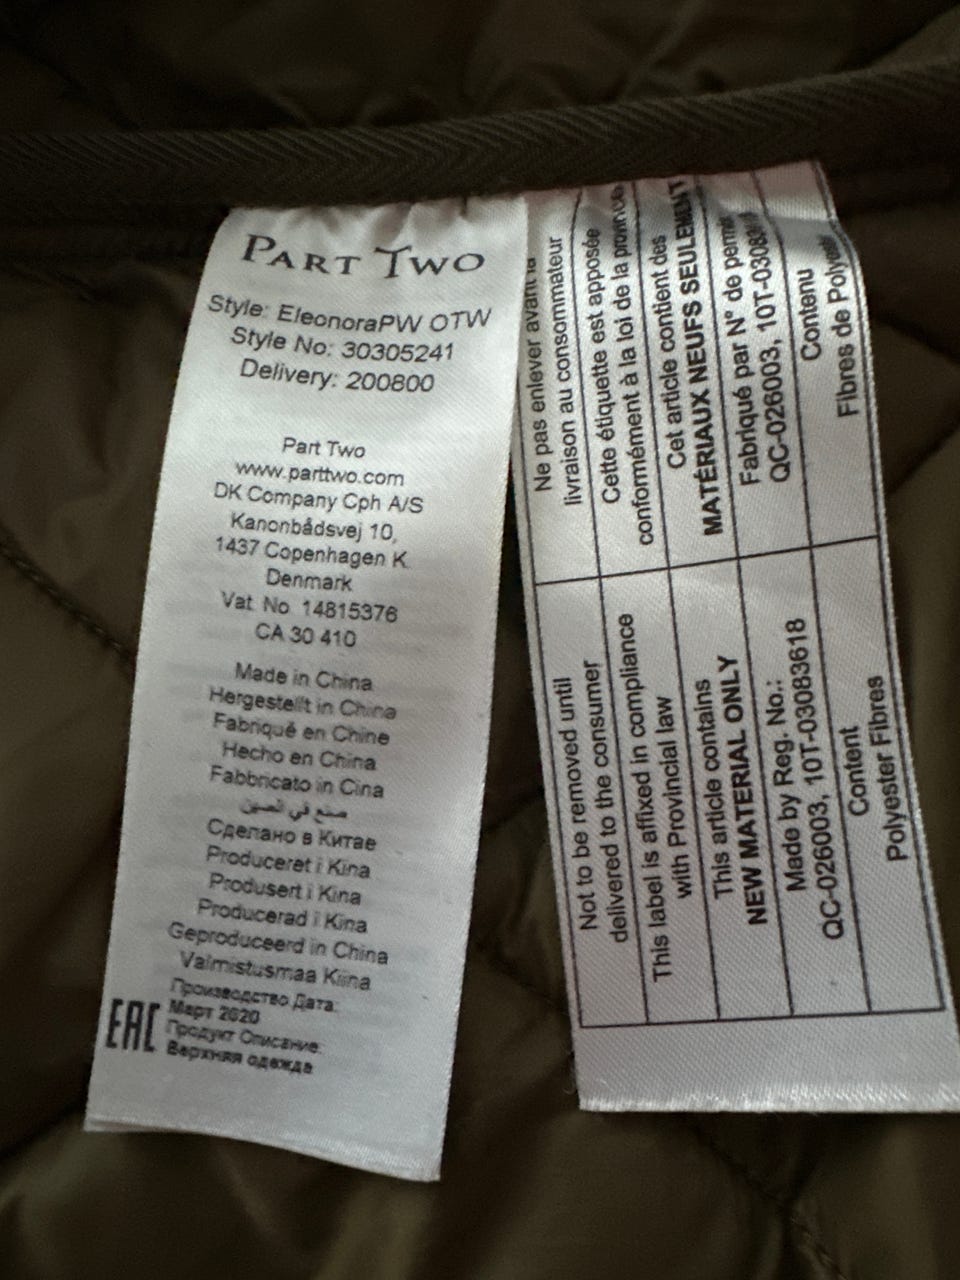 PART TWO
Style: EleonoraPW OTW
Style No: 30305241
Delivery: 200800
Part Two
www.parttwo.com
DK Company Cph A/S
Kanonbådsvej 10,
1437 Copenhagen K
Denmark
Vat No 14815376
CA 30 410
Made in China
Hergestellt in China
Fabriqué en Chine
Hecho en China
Fabbricato in Cina
صنع في الصين
Сделано в Китае
Produceret i Kina
Produsert i Kina
Producerad i Kina
Geproduceerd in China
Valmistusmaa Kiina
Производство Дата:
Март 2020
EAC
Продукт Описание:
Верхняя одежда
Ne pas enlever avant la
livraison au consommateur
Cette étiquette est apposée
conformément à la loi de la province
Cet article contient des
MATÉRIAUX NEUFS SEULEMENT
Fabriqué par N° de permis
QC-026003, 10T-0308
Contenu
Fibres de
Not to be removed until
delivered to the consumer
This label is affixed in compliance
with Provincial law
This article contains
NEW MATERIAL ONLY
Made by Reg. No.:
QC-026003, 10T-03083618
Content
Polyester Fibres